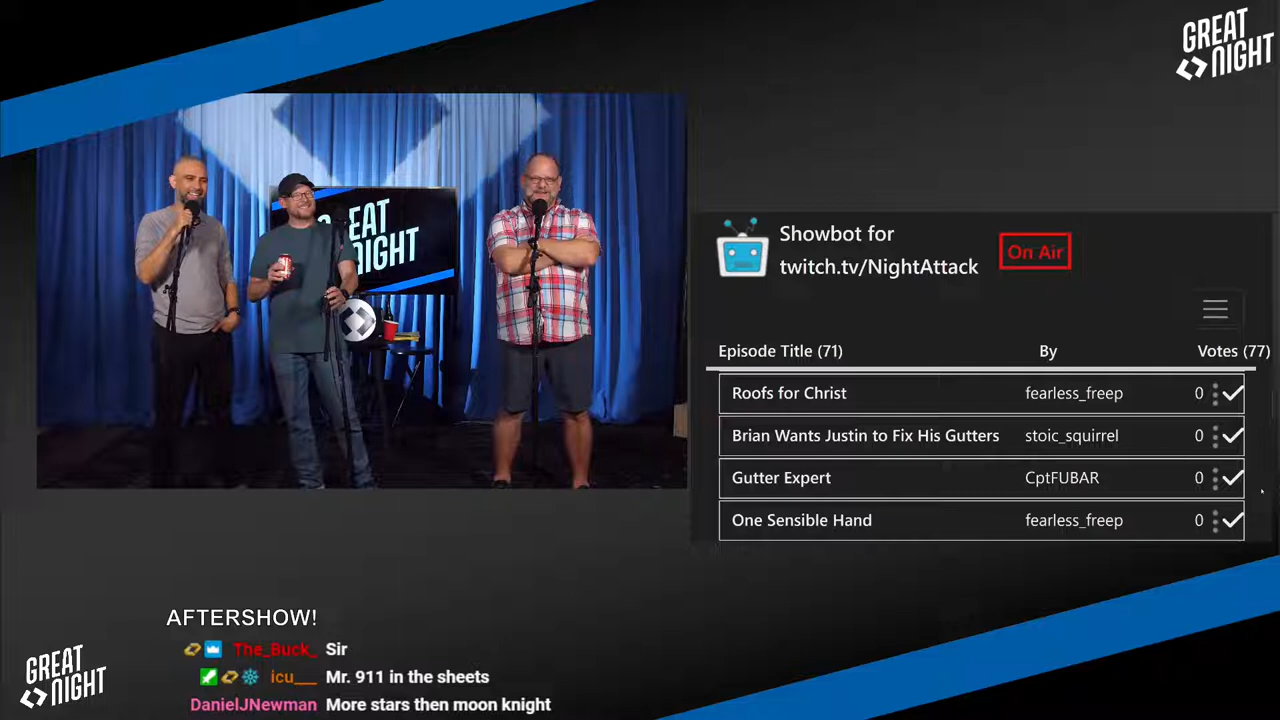 GREAT
NIGHT
EAT
NIGHT
Showbot for
twitch.tv/NightAttack
On Air
Episode Title (71) By Votes (77)
Roofs for Christ fearless_freep 0
Brian Wants Justin to Fix His Gutters stoic_squirrel 0
Gutter Expert CptFUBAR 0
One Sensible Hand fearless_freep 0
AFTERSHOW!
The_Buck_ Sir
icu___ Mr. 911 in the sheets
DanielJNewman More stars then moon knight
GREAT
NIGHT